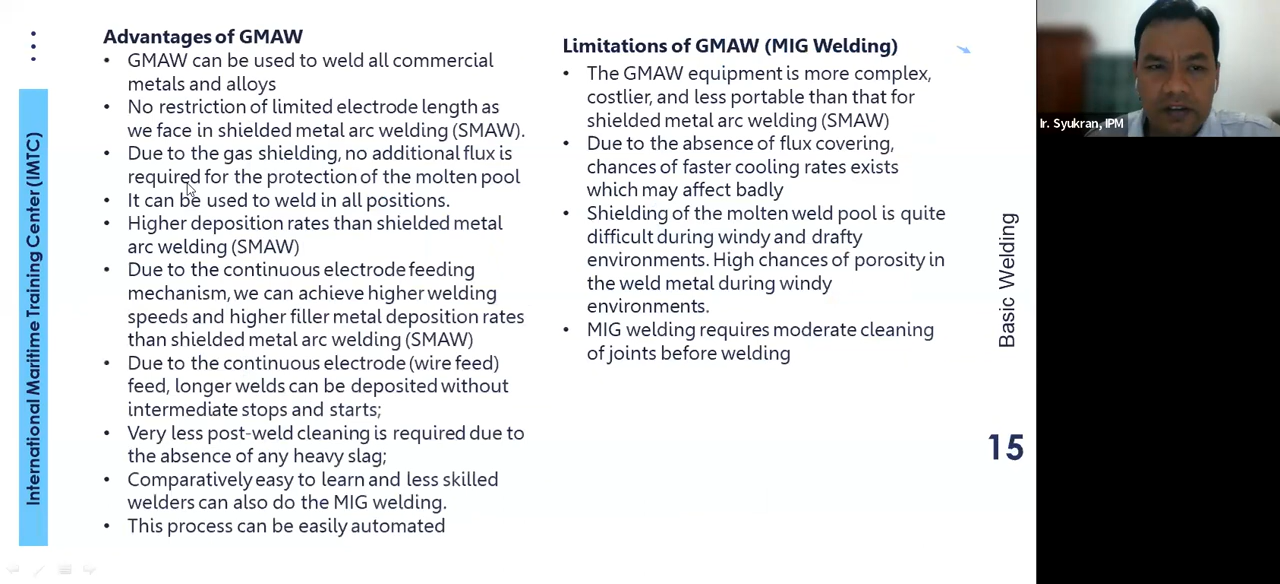 International Maritime Training Center (IMTC)
Advantages of GMAW
• GMAW can be used to weld all commercial
metals and alloys
• No restriction of limited electrode length as
we face in shielded metal arc welding (SMAW).
• Due to the gas shielding, no additional flux is
required for the protection of the molten pool
• It can be used to weld in all positions.
• Higher deposition rates than shielded metal
arc welding (SMAW)
• Due to the continuous electrode feeding
mechanism, we can achieve higher welding
speeds and higher filler metal deposition rates
than shielded metal arc welding (SMAW)
• Due to the continuous electrode (wire feed)
feed, longer welds can be deposited without
intermediate stops and starts;
• Very less post-weld cleaning is required due to
the absence of any heavy slag;
• Comparatively easy to learn and less skilled
welders can also do the MIG welding.
• This process can be easily automated
Limitations of GMAW (MIG Welding)
• The GMAW equipment is more complex,
costlier, and less portable than that for
shielded metal arc welding (SMAW)
• Due to the absence of flux covering,
chances of faster cooling rates exists
which may affect badly
• Shielding of the molten weld pool is quite
difficult during windy and drafty
environments. High chances of porosity in
the weld metal during windy
environments.
• MIG welding requires moderate cleaning
of joints before welding
Basic Welding
15
Ir. Syukran, IPM